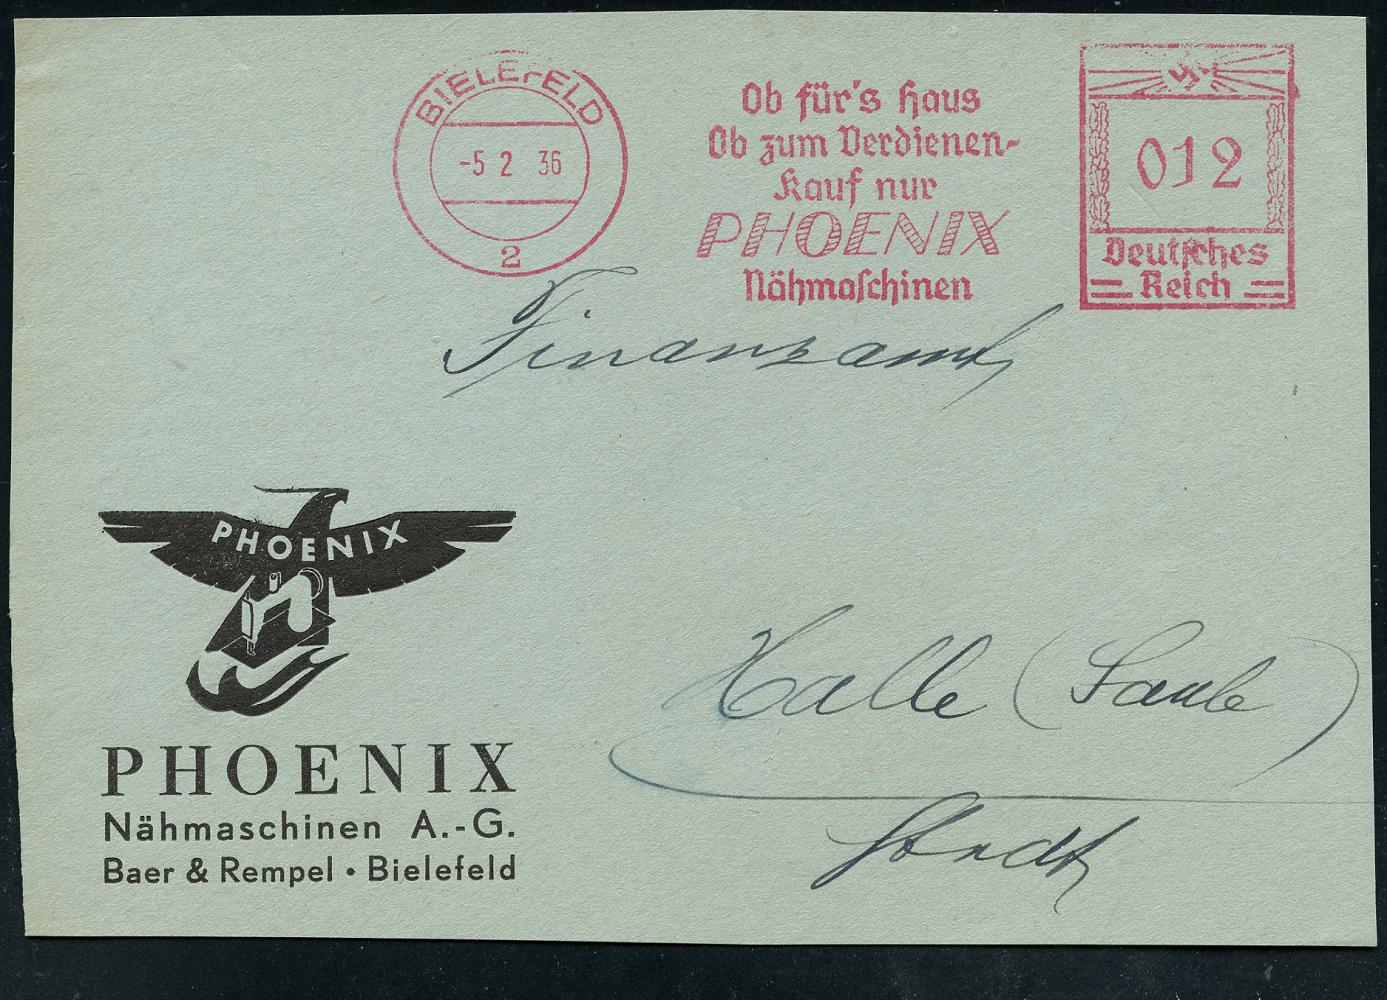 BIELEFELD
-5 2 36
2
Ob für's Haus
Ob zum Verdienen-
Kauf nur
PHOENIX
Nähmaschinen
012
Deutsches
Reich
Finanzamt
PHOENIX
Halle (Saale)
Stadt
PHOENIX
Nähmaschinen A.-G.
Baer & Rempel • Bielefeld